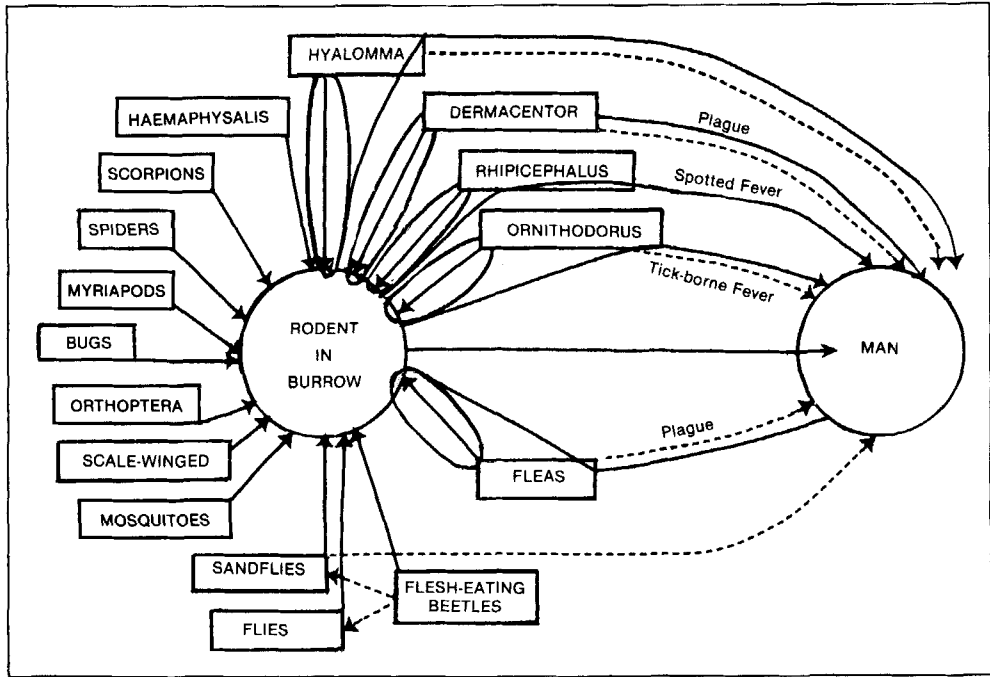 HYALOMMA
HAEMAPHYSALIS
DERMACENTOR
Plague
SCORPIONS
RHIPICEPHALUS
Spotted Fever
SPIDERS
ORNITHODORUS
Tick-borne Fever
MYRIAPODS
BUGS
RODENT
IN
BURROW
MAN
ORTHOPTERA
Plague
SCALE-WINGED
FLEAS
MOSQUITOES
SANDFLIES
FLESH-EATING
BEETLES
FLIES